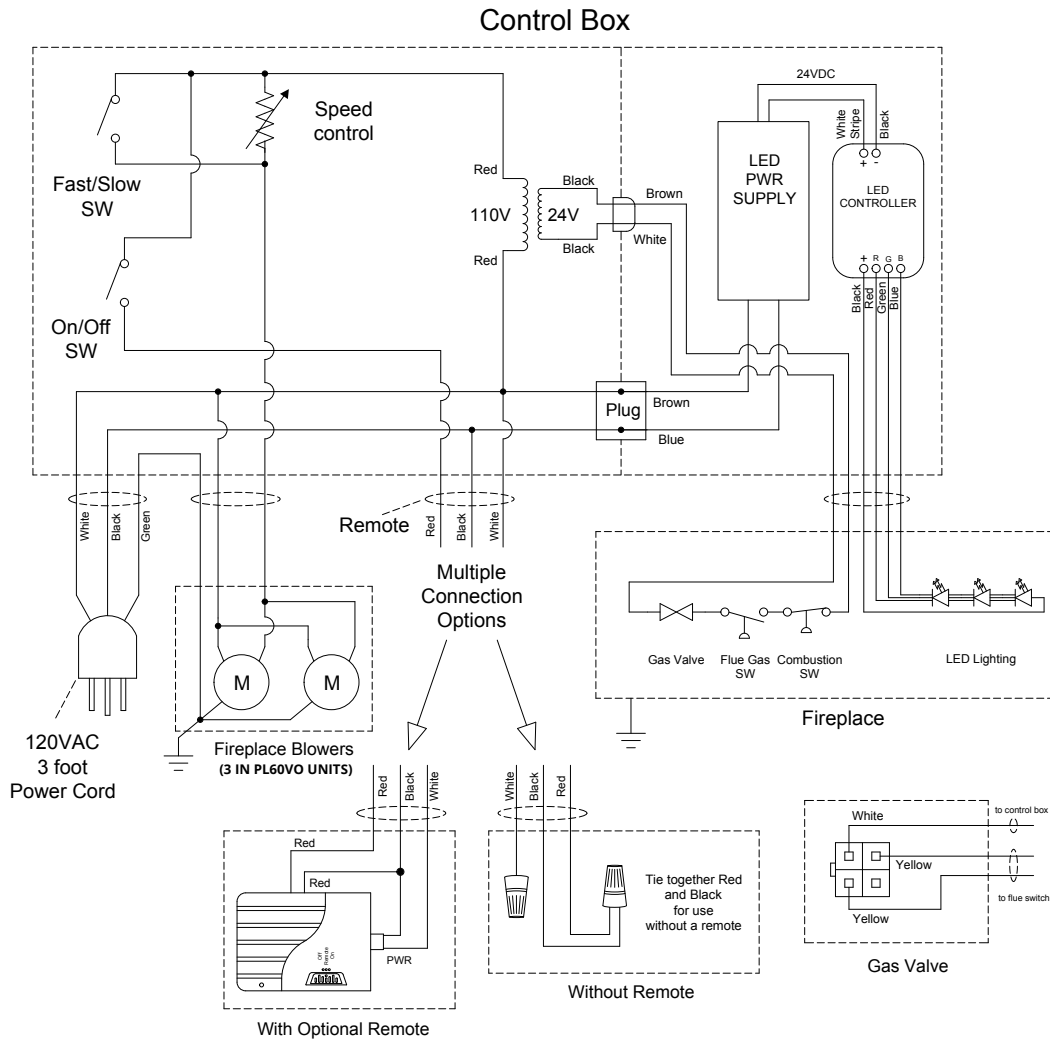 Control Box
24VDC
White
Stripe
Black
Speed
control
Fast/Slow
SW
Red
110V
Red
Black
24V
Black
Brown
White
LED
PWR
SUPPLY
+ -
LED
CONTROLLER
+ R G B
Black
Red
Green
Blue
On/Off
SW
Plug
Brown
Blue
White
Black
Green
Remote
Red
Black
White
Multiple
Connection
Options
M
M
Gas Valve
Flue Gas
SW
Combustion
SW
LED Lighting
Fireplace
120VAC
3 foot
Power Cord
Fireplace Blowers
(3 IN PL60VO UNITS)
Red
Black
White
White
Black
Red
Red
Red
Off
Remote
On
PWR
With Optional Remote
Tie together Red
and Black
for use
without a remote
Without Remote
White
to control box
Yellow
to flue switch
Yellow
Gas Valve